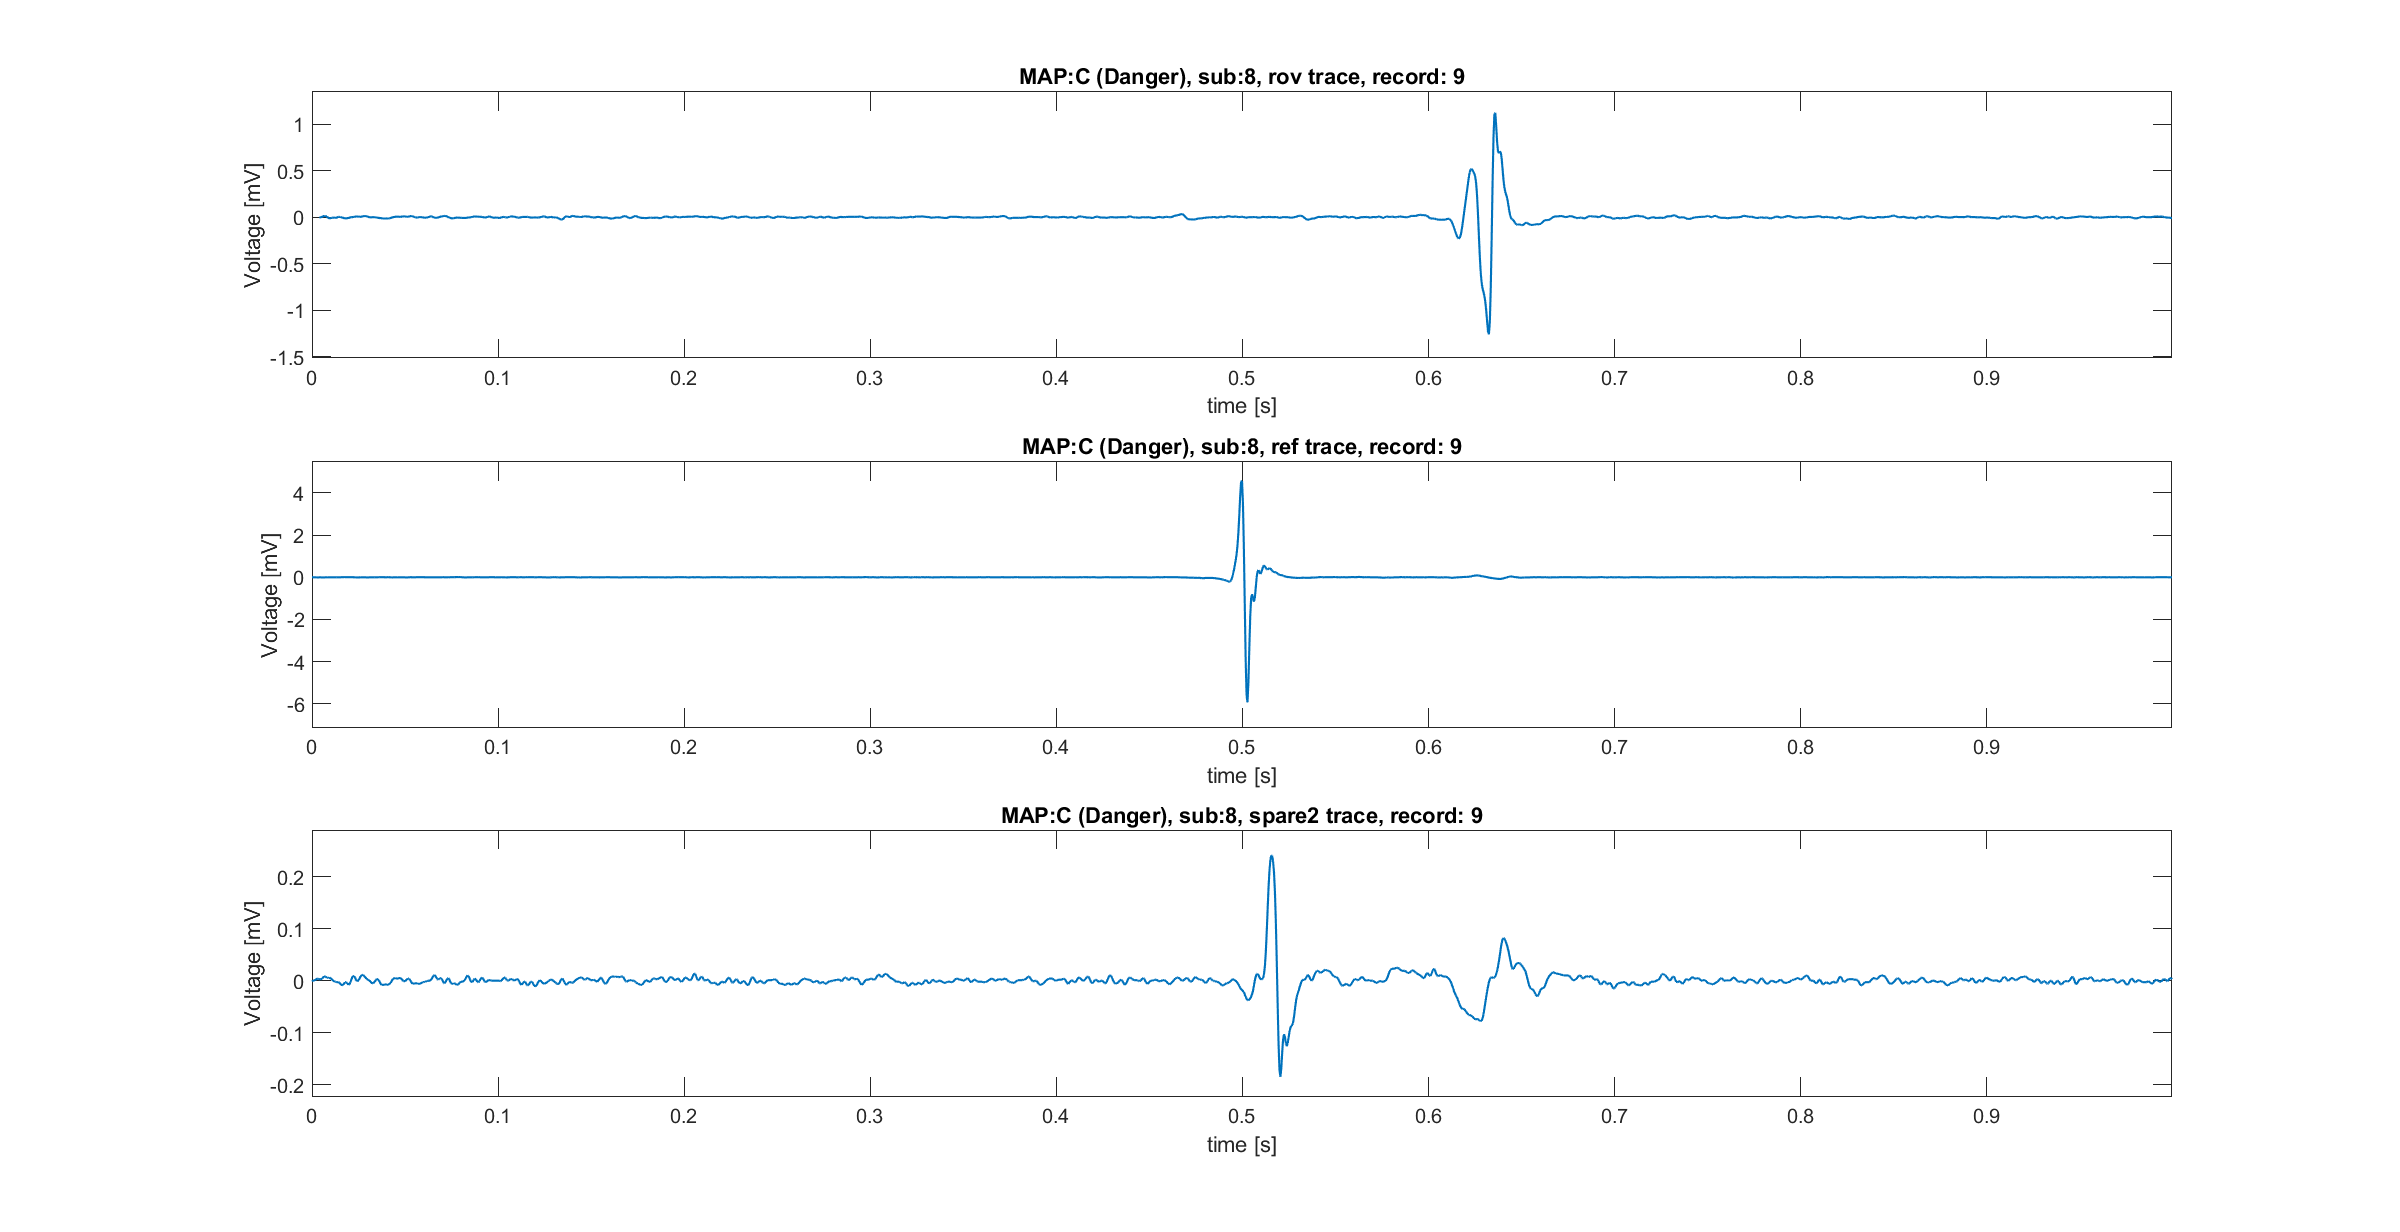 MAP:C (Danger), sub:8, rov trace, record: 9
Voltage [mV]
1
0.5
0
-0.5
-1
-1.5
0 0.1 0.2 0.3 0.4 0.5 0.6 0.7 0.8 0.9
time [s]
MAP:C (Danger), sub:8, ref trace, record: 9
Voltage [mV]
4
2
0
-2
-4
-6
0 0.1 0.2 0.3 0.4 0.5 0.6 0.7 0.8 0.9
time [s]
MAP:C (Danger), sub:8, spare2 trace, record: 9
Voltage [mV]
0.2
0.1
0
-0.1
-0.2
0 0.1 0.2 0.3 0.4 0.5 0.6 0.7 0.8 0.9
time [s]